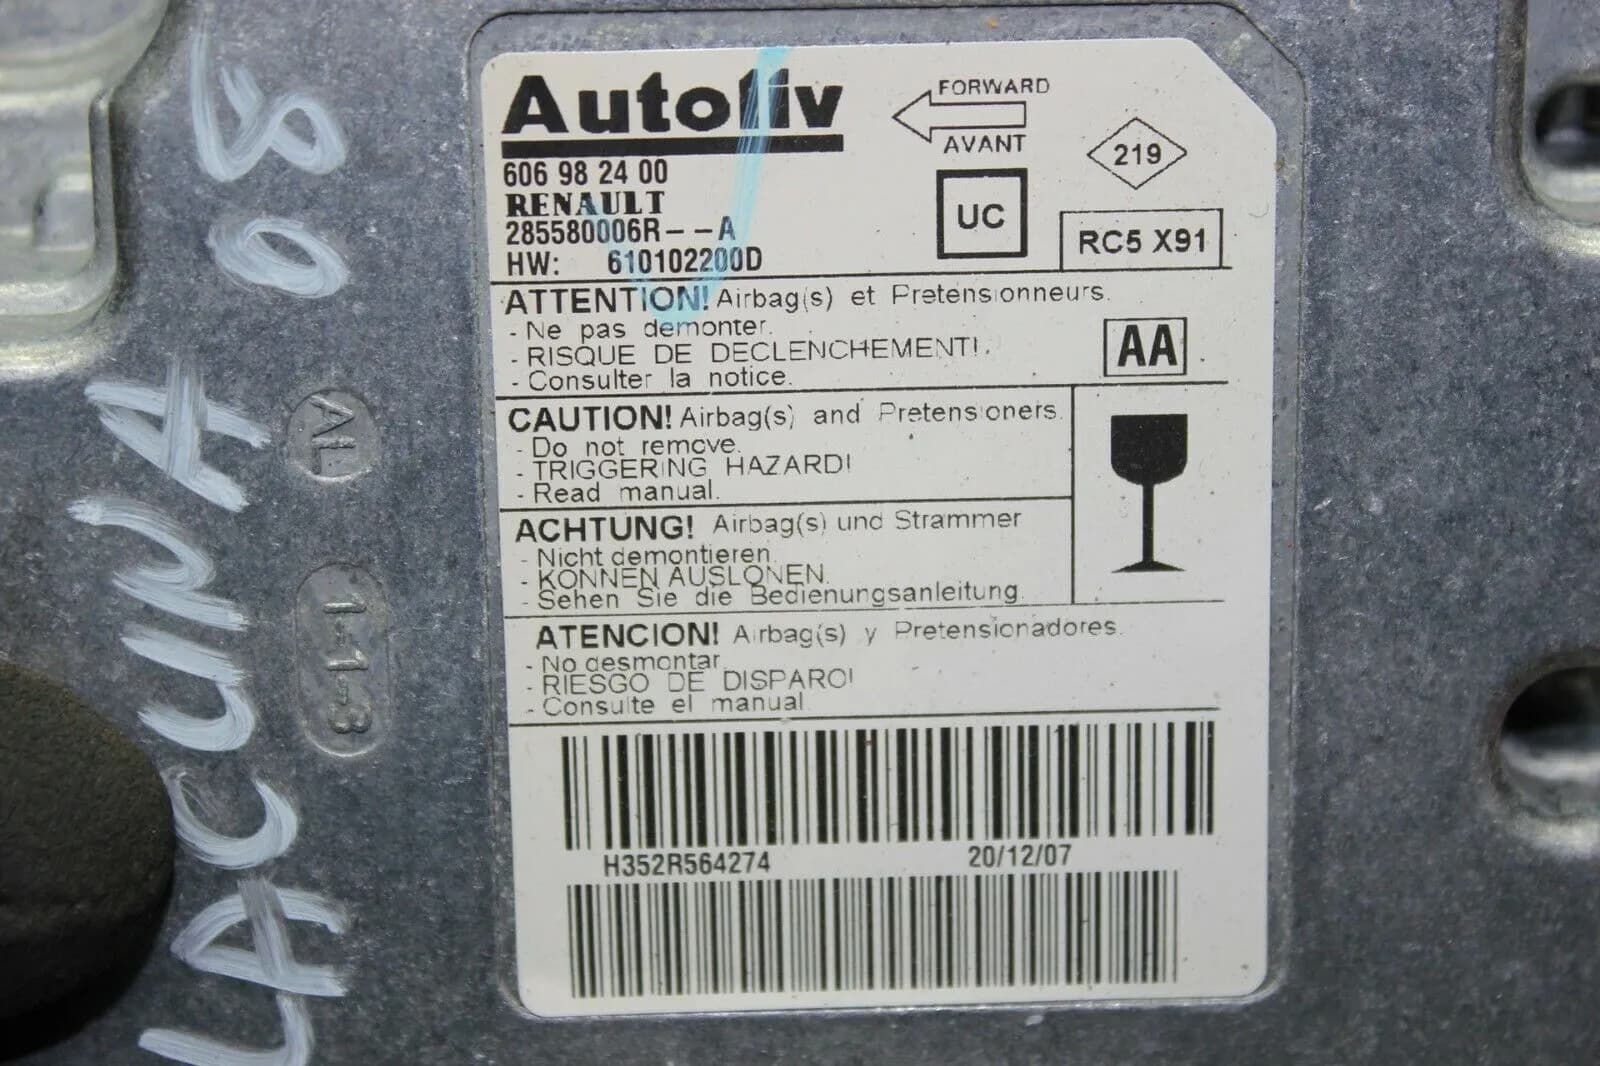 Autoliv
FORWARD
AVANT
219
606 98 24 00
RENAULT
285580006R--A
HW: 610102200D
UC
RC5 X91
ATTENTION! Airbag(s) et Pretensionneurs.
- Ne pas demonter.
- RISQUE DE DECLENCHEMENT!.
- Consulter la notice.
AA
CAUTION! Airbag(s) and Pretensioners.
- Do not remove.
- TRIGGERING HAZARD!
- Read manual.
ACHTUNG! Airbag(s) und Strammer
- Nicht demontieren.
- KONNEN AUSLONEN.
- Sehen Sie die Bedienungsanleitung.
ATENCION! Airbag(s) y Pretensionadores.
- No desmontar
- RIESGO DE DISPARO!
- Consulte el manual.
H352R564274 20/12/07
LAGUNA 08
AL
1-1-3